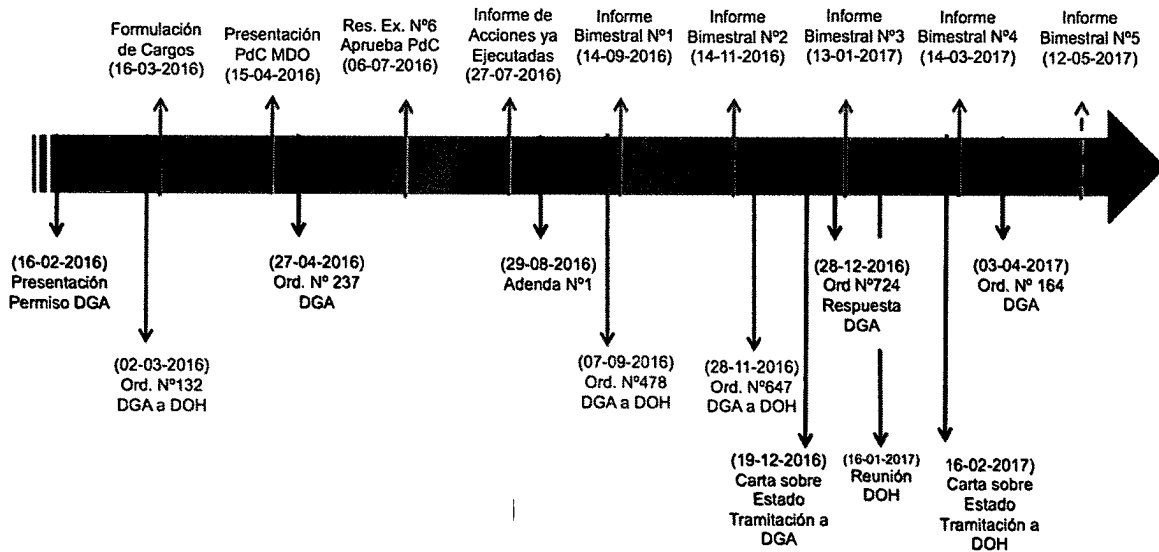 Formulación
de Cargos
(16-03-2016)
Presentación
PdC MDO
(15-04-2016)
Res. Ex. Nº6
Aprueba PdC
(06-07-2016)
Informe de
Acciones ya
Ejecutadas
(27-07-2016)
Informe
Bimestral Nº1
(14-09-2016)
Informe
Bimestral Nº2
(14-11-2016)
Informe
Bimestral Nº3
(13-01-2017)
Informe
Bimestral Nº4
(14-03-2017)
Informe
Bimestral Nº5
(12-05-2017)
(16-02-2016)
Presentación
Permiso DGA
(02-03-2016)
Ord. Nº132
DGA a DOH
(27-04-2016)
Ord. Nº 237
DGA
(29-08-2016)
Adenda Nº1
(07-09-2016)
Ord. Nº478
DGA a DOH
(28-11-2016)
Ord. Nº647
DGA a DOH
(19-12-2016)
Carta sobre
Estado
Tramitación a
DGA
(28-12-2016)
Ord Nº724
Respuesta
DGA
(16-01-2017)
Reunión
DOH
16-02-2017)
Carta sobre
Estado
Tramitación a
DOH
(03-04-2017)
Ord. Nº 164
DGA